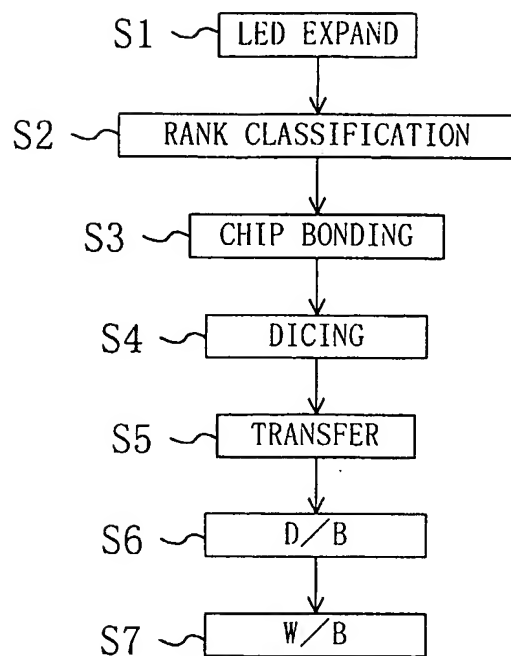 S1 LED EXPAND
S2 RANK CLASSIFICATION
S3 CHIP BONDING
S4 DICING
S5 TRANSFER
S6 D/B
S7 W/B